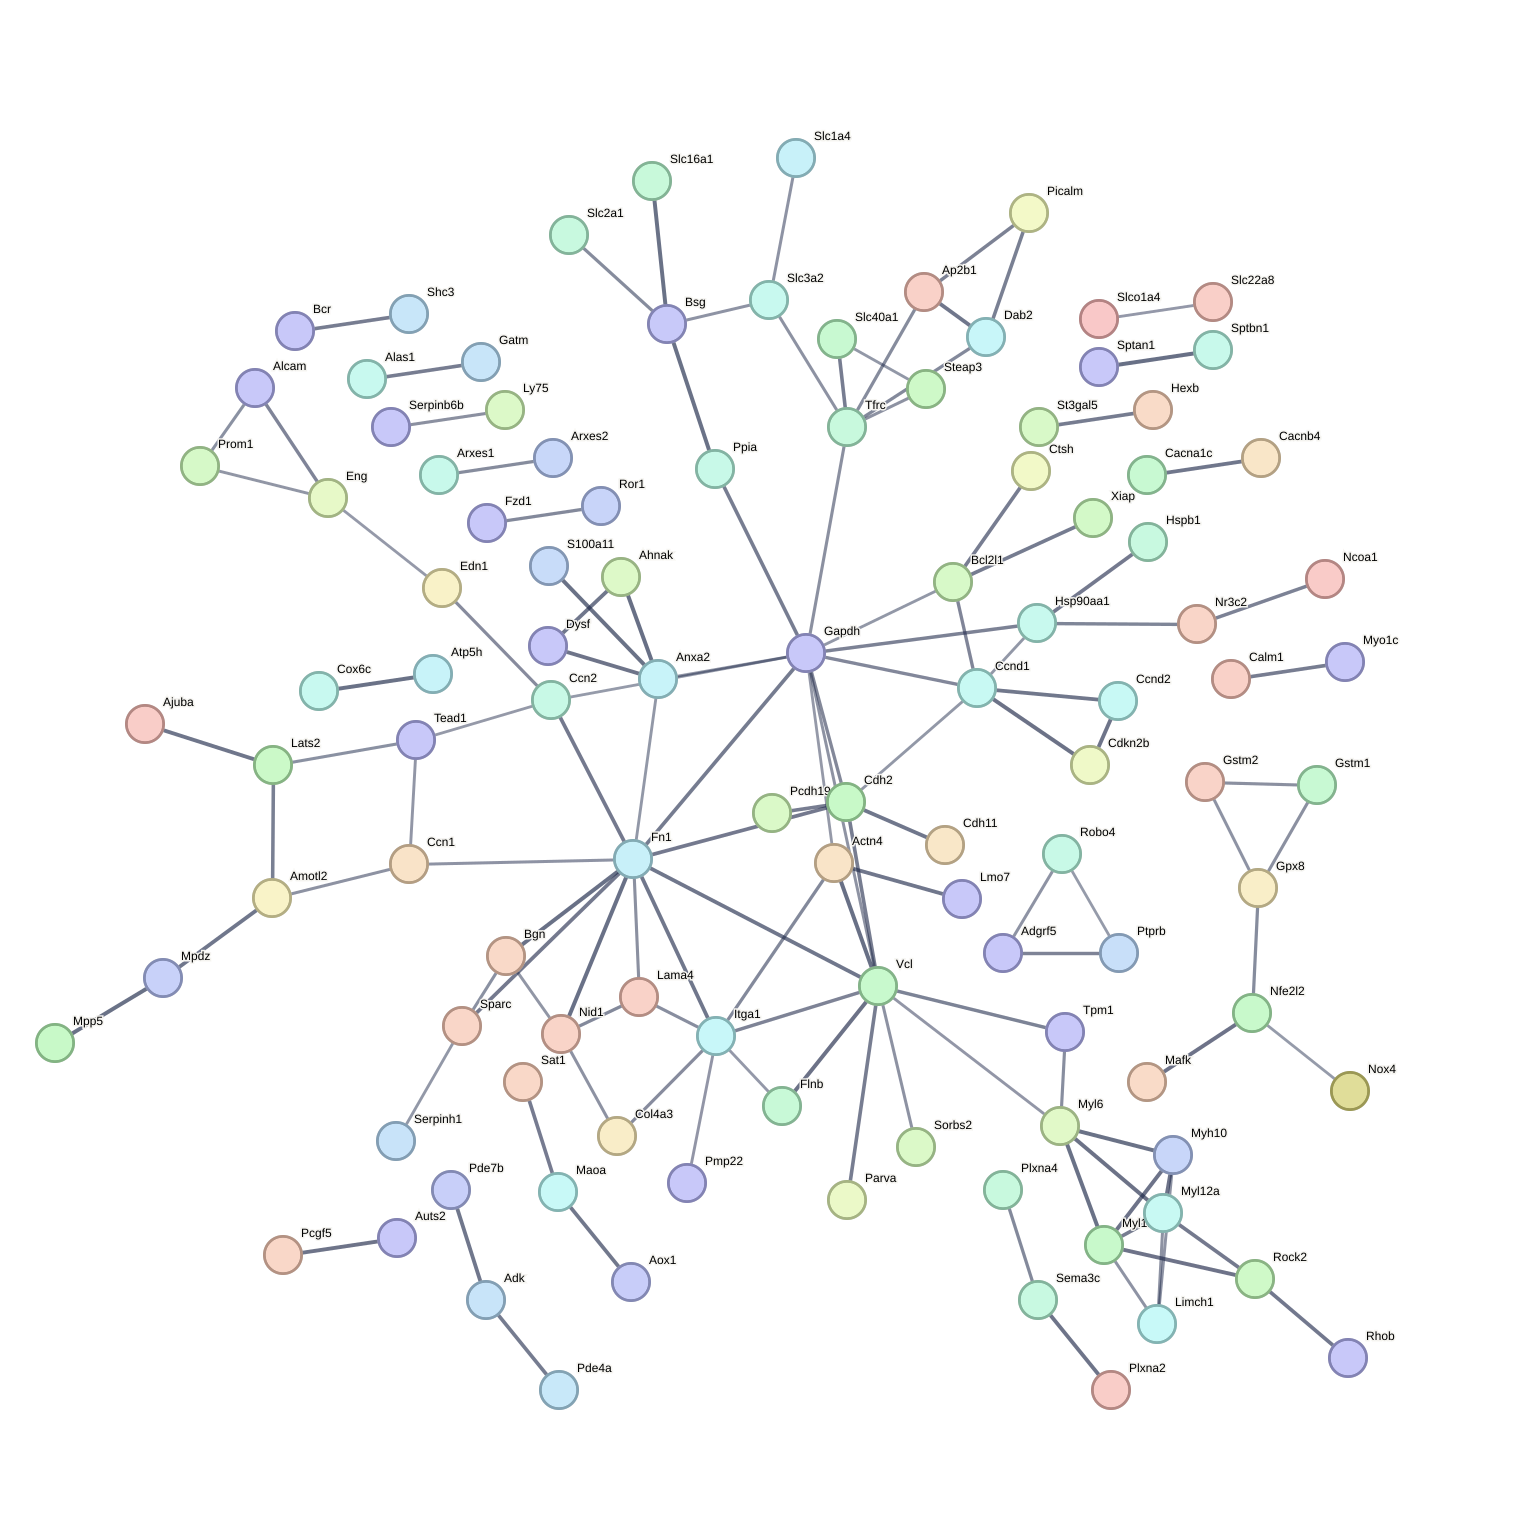 Slc1a4
Slc16a1
Picalm
Slc2a1
Ap2b1
Slc3a2
Slc22a8
Slco1a4
Shc3
Bsg
Bcr
Slc40a1
Dab2
Sptbn1
Gatm
Alas1
Sptan1
Alcam
Steap3
Hexb
Ly75
Serpinb6b
Tfrc
St3gal5
Prom1
Arxes2
Ppia
Ctsh
Cacnb4
Arxes1
Cacna1c
Eng
Ror1
Xiap
Fzd1
Hspb1
S100a11
Ahnak
Bcl2l1
Ncoa1
Edn1
Hsp90aa1
Nr3c2
Dysf
Gapdh
Myo1c
Atp5h
Anxa2
Calm1
Cox6c
Ccn2
Ccnd1
Ccnd2
Ajuba
Tead1
Lats2
Cdkn2b
Gstm2
Gstm1
Pcdh19
Cdh2
Cdh11
Fn1
Actn4
Robo4
Ccn1
Gpx8
Amotl2
Lmo7
Bgn
Adgrf5
Ptprb
Mpdz
Vcl
Lama4
Sparc
Nid1
Itga1
Nfe2l2
Tpm1
Mpp5
Sat1
Mafk
Nox4
Flnb
Serpinh1
Col4a3
Myl6
Sorbs2
Myh10
Pmp22
Pde7b
Maoa
Parva
Plxna4
Myl12a
Auts2
Myl1
Pcgf5
Aox1
Adk
Sema3c
Rock2
Limch1
Rhob
Pde4a
Plxna2